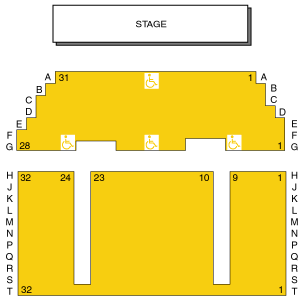 STAGE
A 31 1 A
B B
C C
D D
E E
F F
G 28 1 G
H 32 24 23 10 9 1 H
J J
K K
L L
M M
N N
P P
Q Q
R R
S S
T 32 1 T